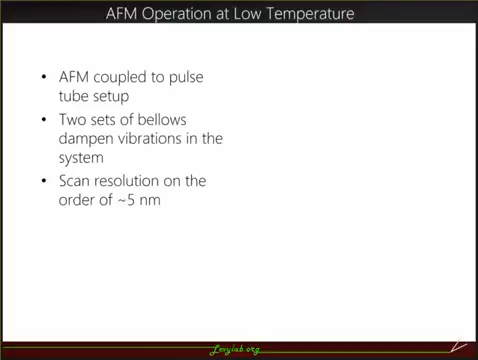 AFM Operation at Low Temperature
• AFM coupled to pulse
tube setup
• Two sets of bellows
dampen vibrations in the
system
• Scan resolution on the
order of ~5 nm
Levylab.org